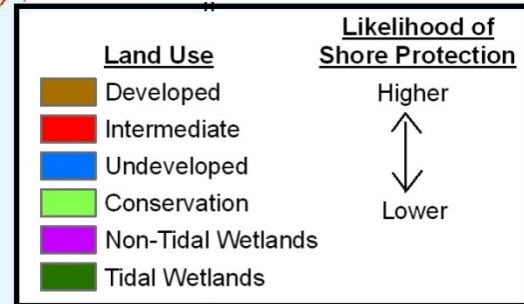 Likelihood of
Land Use Shore Protection
Developed Higher
Intermediate
Undeveloped
Conservation Lower
Non-Tidal Wetlands
Tidal Wetlands